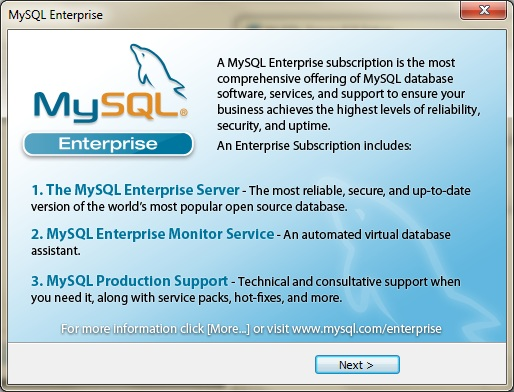 MySQL Enterprise
MySQL®
Enterprise
A MySQL Enterprise subscription is the most
comprehensive offering of MySQL database
software, services, and support to ensure your
business achieves the highest levels of reliability,
security, and uptime.
An Enterprise Subscription includes:
1. The MySQL Enterprise Server - The most reliable, secure, and up-to-date
version of the world's most popular open source database.
2. MySQL Enterprise Monitor Service - An automated virtual database
assistant.
3. MySQL Production Support - Technical and consultative support when
you need it, along with service packs, hot-fixes, and more.
For more information click [More...] or visit www.mysql.com/enterprise
Next >